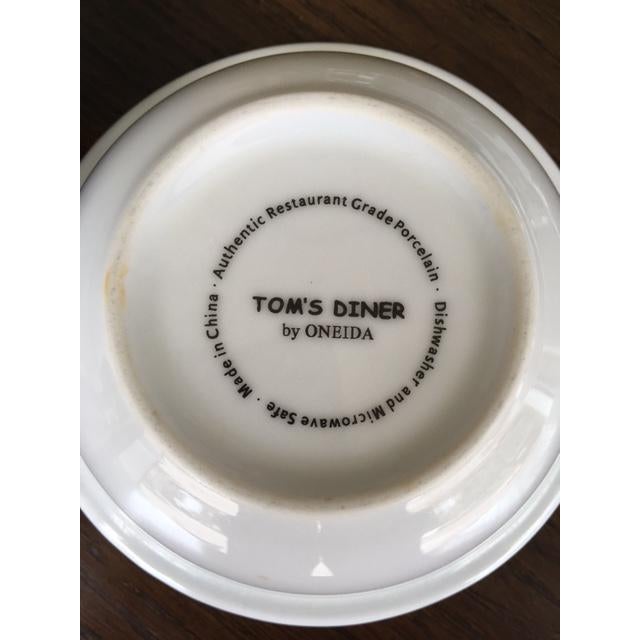 TOM'S DINER
by ONEIDA
· Authentic Restaurant Grade Porcelain · Dishwasher and Microwave Safe · Made in China